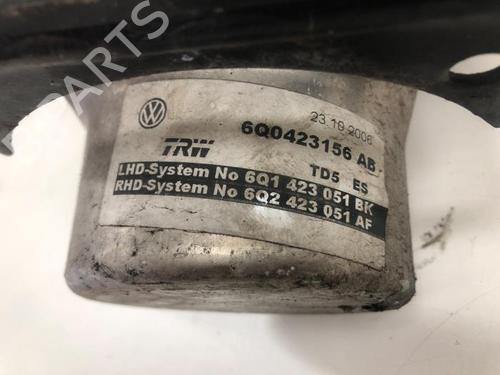 B-PARTS
23.10.2006
6Q0423156 AB
TRW
TD5 ES
LHD-System No 6Q1 423 051 BK
RHD-System No 6Q2 423 051 AF
B-PARTS